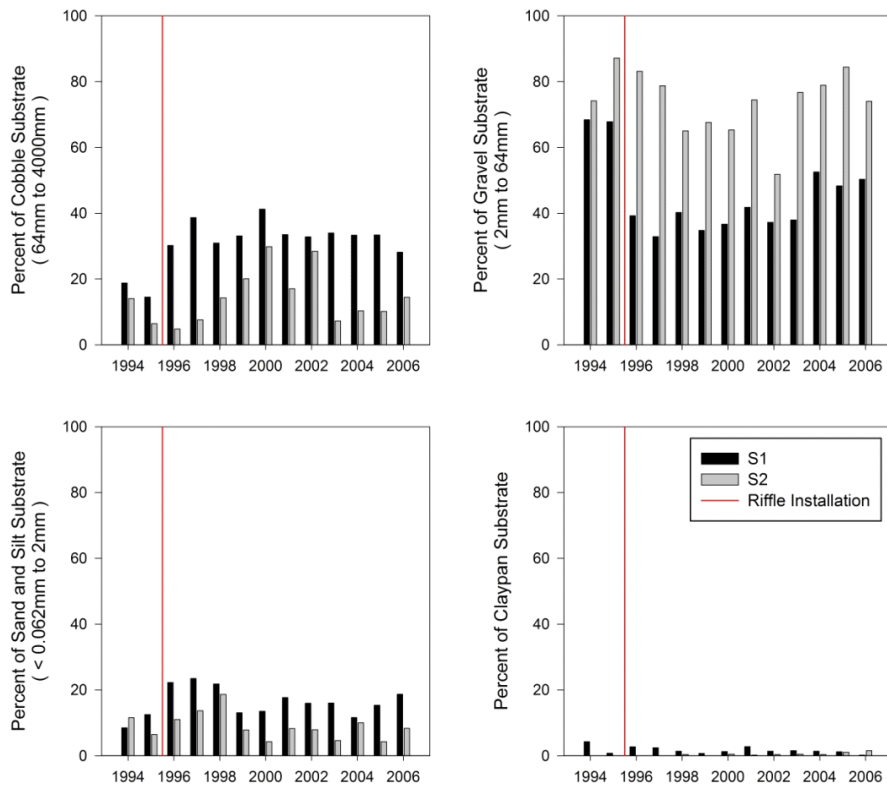 Percent of Cobble Substrate
( 64mm to 4000mm )
100
80
60
40
20
0
1994 1996 1998 2000 2002 2004 2006
Percent of Gravel Substrate
( 2mm to 64mm )
100
80
60
40
20
0
1994 1996 1998 2000 2002 2004 2006
Percent of Sand and Silt Substrate
( < 0.062mm to 2mm )
100
80
60
40
20
0
1994 1996 1998 2000 2002 2004 2006
Percent of Claypan Substrate
100
80
60
40
20
0
S1
S2
Riffle Installation
1994 1996 1998 2000 2002 2004 2006